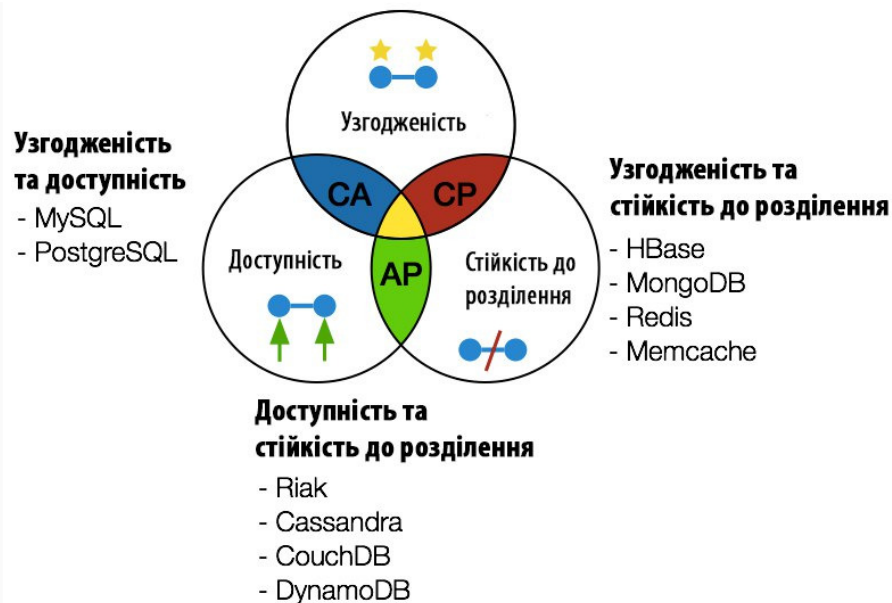 Узгодженість
Узгодженість
та доступність
- MySQL
- PostgreSQL
CA
CP
Узгодженість та
стійкість до розділення
- HBase
- MongoDB
- Redis
- Memcache
Доступність
AP
Стійкість до
розділення
Доступність та
стійкість до розділення
- Riak
- Cassandra
- CouchDB
- DynamoDB